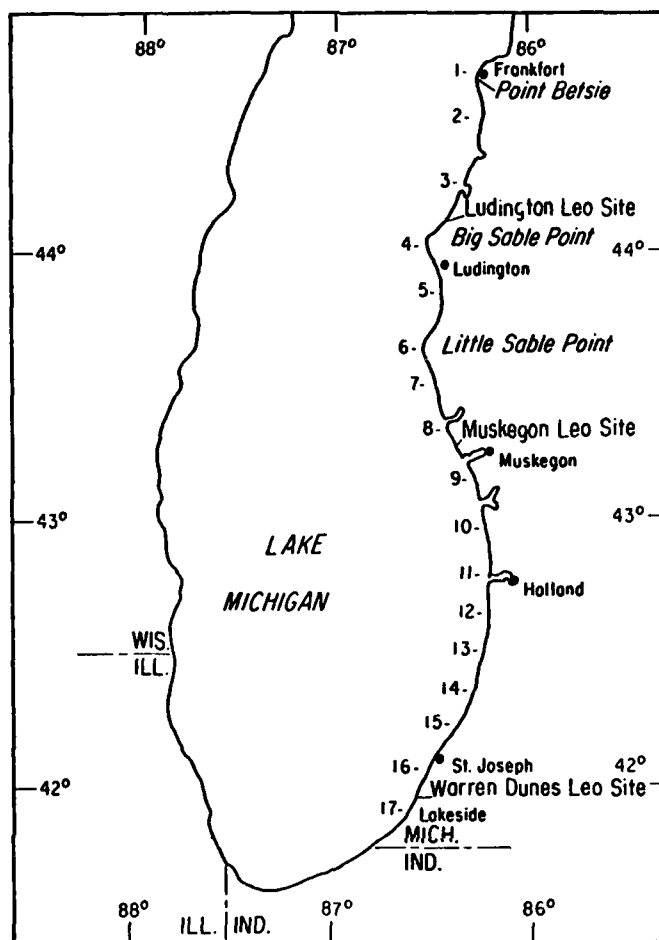 88° 87° 86°
1- Frankfort
Point Betsie
2-
3-
Ludington Leo Site
4- Big Sable Point
44° 44°
Ludington
5-
6- Little Sable Point
7-
8- Muskegon Leo Site
Muskegon
9-
43° 43°
10-
LAKE
11-
Holland
MICHIGAN
12-
WIS. 13-
ILL.
14-
15-
St. Joseph 42°
16-
42° Warren Dunes Leo Site
17- Lakeside
MICH.
IND.
88° 87° 86°
ILL. IND.